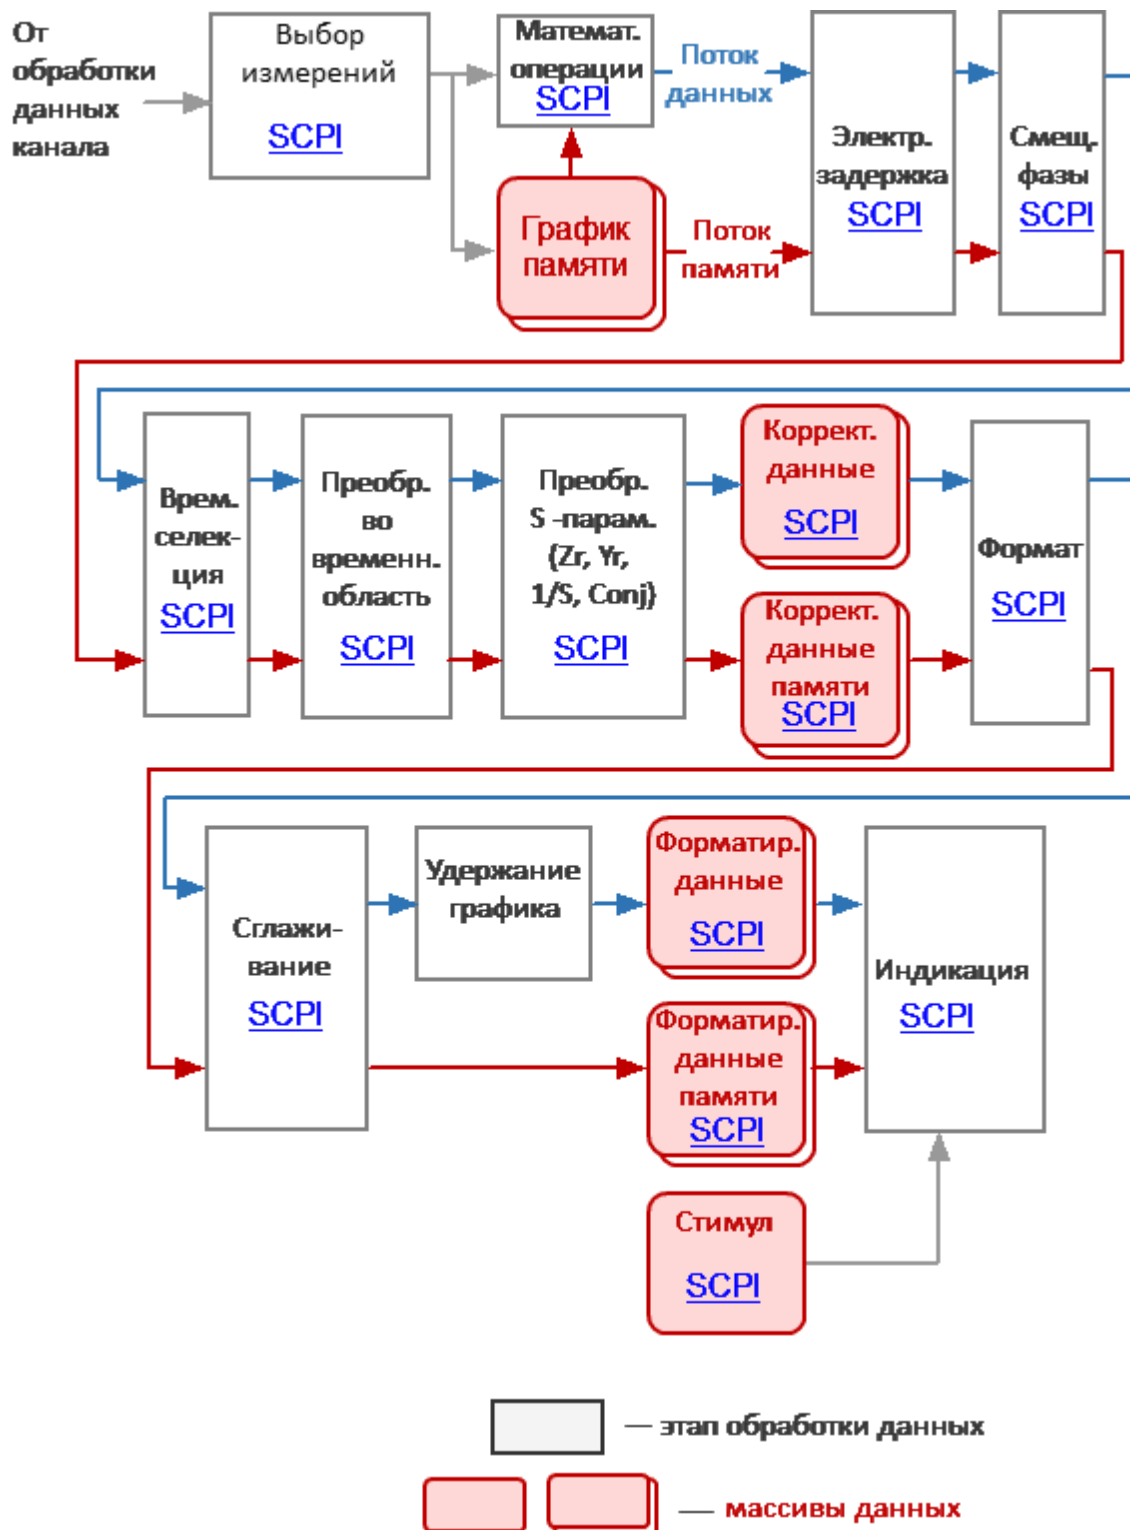 От
обработки
данных
канала
Выбор
измерений
SCPI
Математ.
операции
SCPI
Поток
данных
График
памяти
Поток
памяти
Электр.
задержка
SCPI
Смещ.
фазы
SCPI
Врем.
селек-
ция
SCPI
Преобр.
во
временн.
область
SCPI
Преобр.
S -парам.
(Zr, Yr,
1/S, Conj)
SCPI
Коррект.
данные
SCPI
Коррект.
данные
памяти
SCPI
Формат
SCPI
Сглажи-
вание
SCPI
Удержание
графика
Форматир.
данные
SCPI
Форматир.
данные
памяти
SCPI
Индикация
SCPI
Стимул
SCPI
— этап обработки данных
— массивы данных